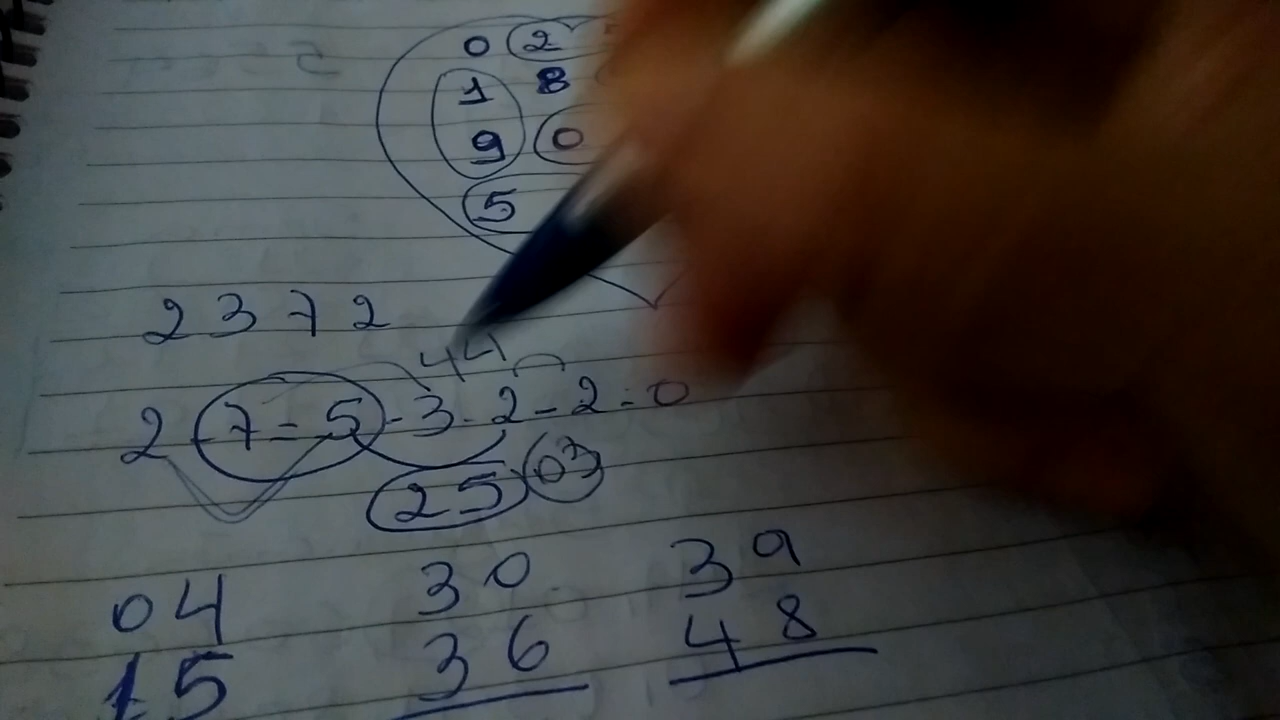 0 2
1 8
9 0
5
2 3 7 2
44
2 7 = 5 - 3 - 2 - 2 = 0
25 03
04 30 39
15 36 48